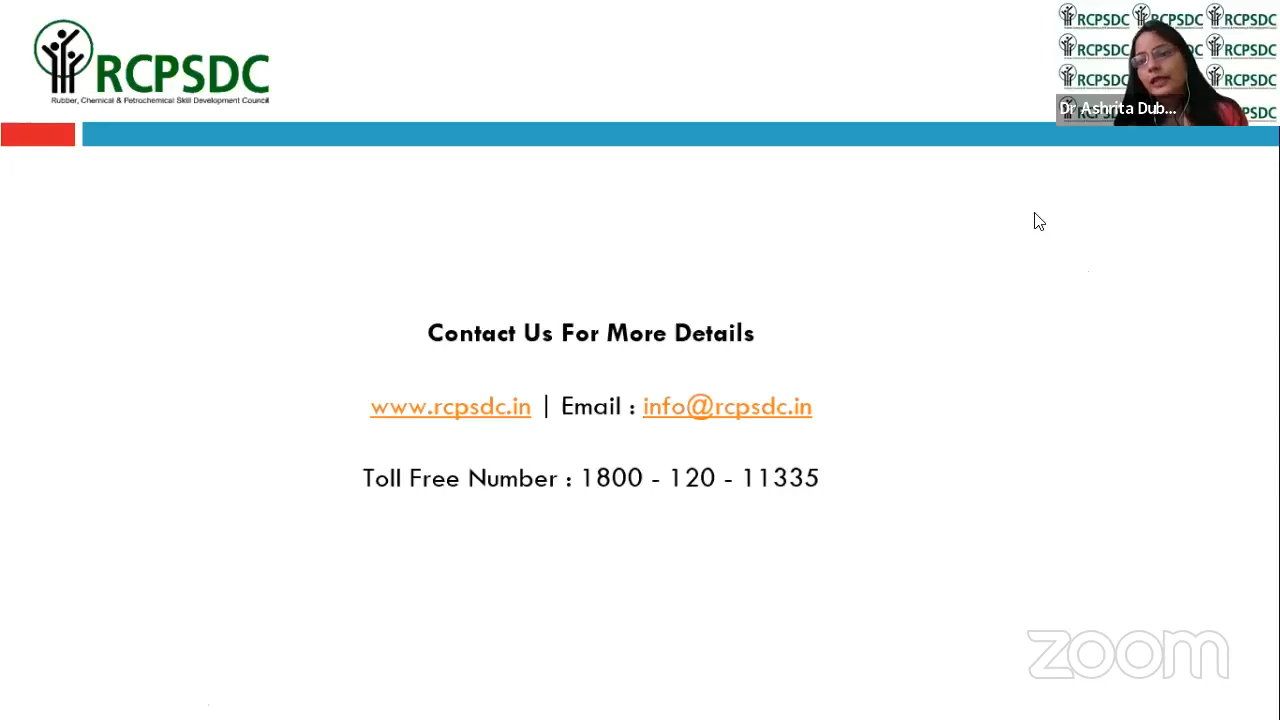 RCPSDC
Rubber, Chemical & Petrochemical Skill Development Council
RCPSDC RCPSDC RCPSDC
RCPSDC RCPSDC
RCPSDC RCPSDC
Dr Ashrita Dub...
Contact Us For More Details
www.rcpsdc.in | Email : info@rcpsdc.in
Toll Free Number : 1800 - 120 - 11335
zoom